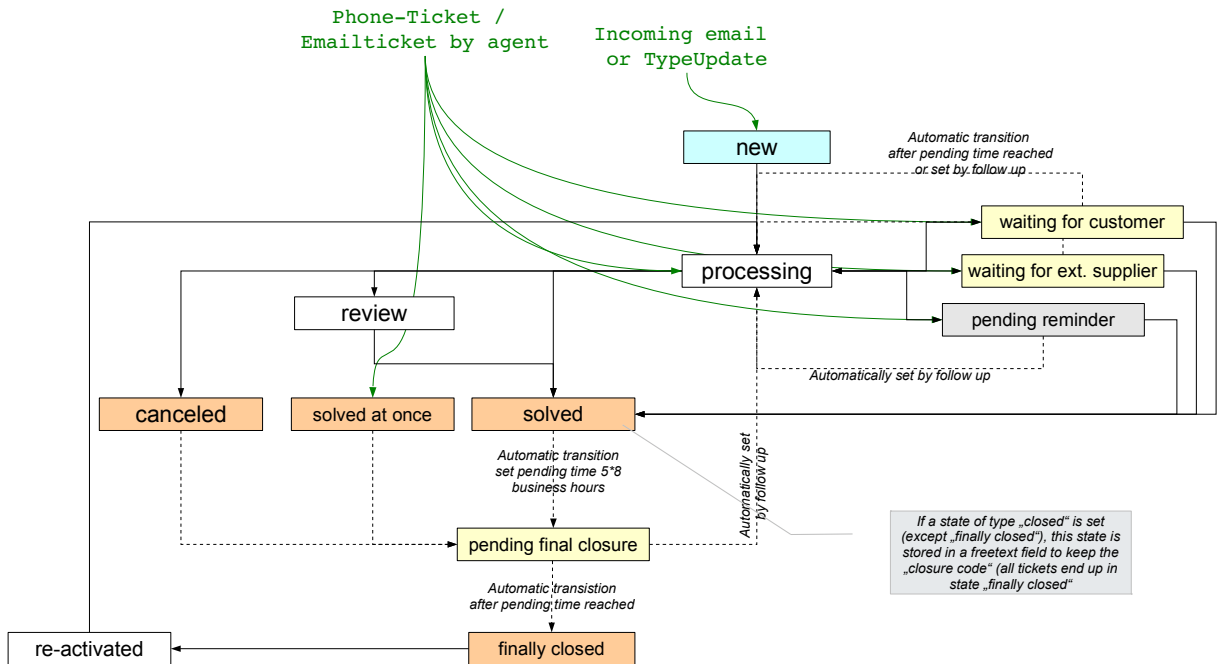 Phone-Ticket /
Emailticket by agent
Incoming email
or TypeUpdate
new
Automatic transition
after pending time reached
or set by follow up
waiting for customer
processing
waiting for ext. supplier
review
pending reminder
Automatically set by follow up
canceled
solved at once
solved
Automatic transition
set pending time 5*8
business hours
Automatically set
by follow up
If a state of type „closed“ is set
(except „finally closed“), this state is
stored in a freetext field to keep the
„closure code“ (all tickets end up in
state „finally closed“
pending final closure
Automatic transistion
after pending time reached
re-activated
finally closed